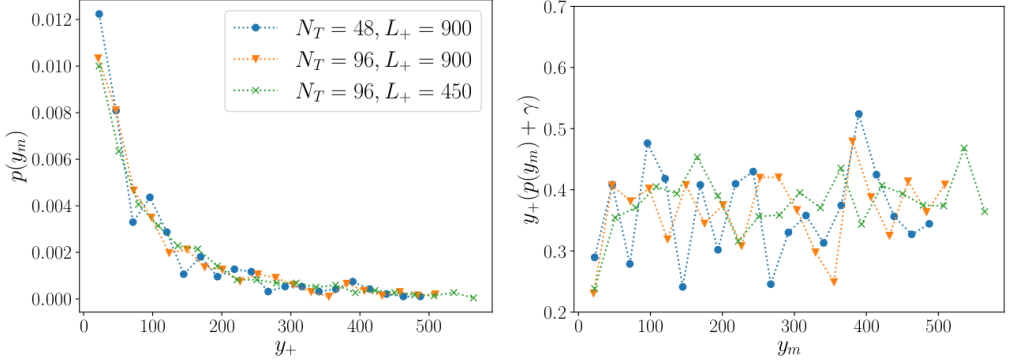 0.012
0.010
0.008
0.006
0.004
0.002
0.000
p(y_m)
N_T = 48, L_+ = 900
N_T = 96, L_+ = 900
N_T = 96, L_+ = 450
0 100 200 300 400 500
y_+
0.7
0.6
0.5
0.4
0.3
0.2
y_+(p(y_m) + γ)
0 100 200 300 400 500
y_m